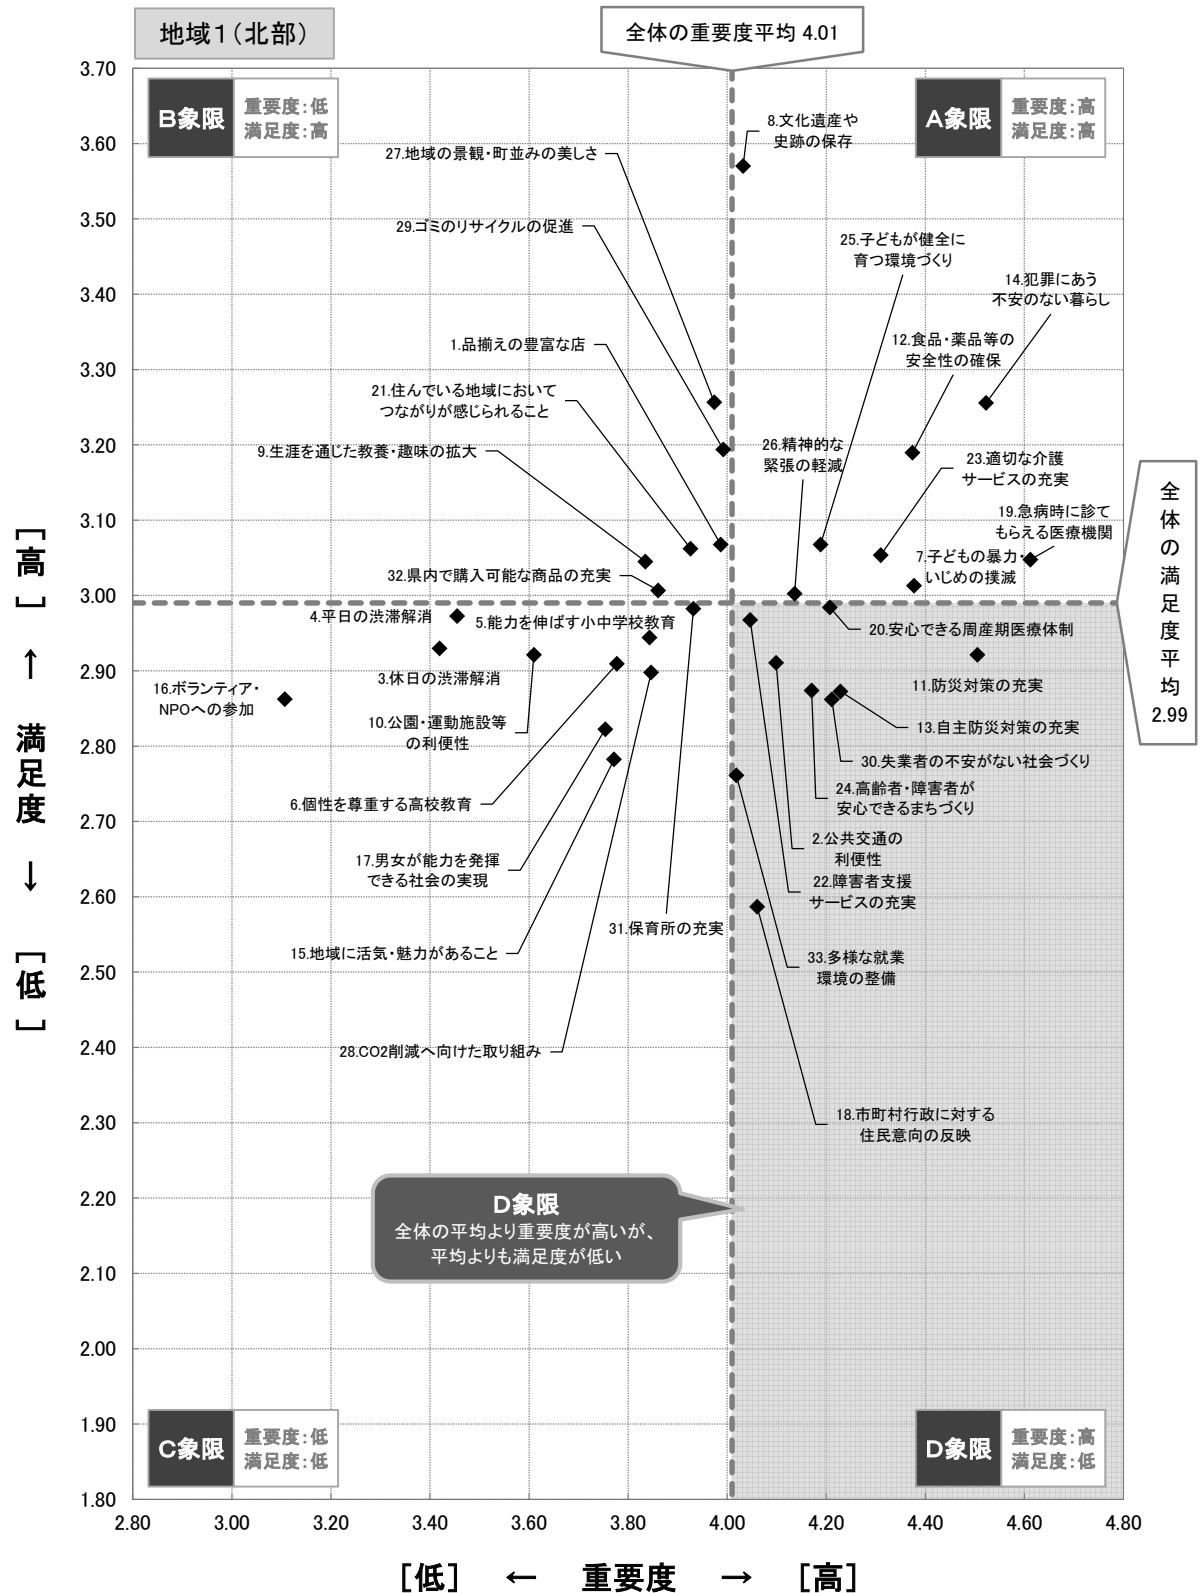 地域1（北部）
全体の重要度平均 4.01
B象限
重要度：低
満足度：高
A象限
重要度：高
満足度：高
8.文化遺産や
史跡の保存
27.地域の景観・町並みの美しさ
29.ゴミのリサイクルの促進
25.子どもが健全に
育つ環境づくり
14.犯罪にあう
不安のない暮らし
1.品揃えの豊富な店
12.食品・薬品等の
安全性の確保
21.住んでいる地域において
つながりが感じられること
9.生涯を通じた教養・趣味の拡大
26.精神的な
緊張の軽減
23.適切な介護
サービスの充実
19.急病時に診て
もらえる医療機関
7.子どもの暴力・
いじめの撲滅
32.県内で購入可能な商品の充実
4.平日の渋滞解消
5.能力を伸ばす小中学校教育
20.安心できる周産期医療体制
3.休日の渋滞解消
11.防災対策の充実
16.ボランティア・
NPOへの参加
10.公園・運動施設等
の利便性
13.自主防災対策の充実
30.失業者の不安がない社会づくり
6.個性を尊重する高校教育
24.高齢者・障害者が
安心できるまちづくり
2.公共交通の
利便性
17.男女が能力を発揮
できる社会の実現
22.障害者支援
サービスの充実
31.保育所の充実
15.地域に活気・魅力があること
33.多様な就業
環境の整備
28.CO2削減へ向けた取り組み
18.市町村行政に対する
住民意向の反映
D象限
全体の平均より重要度が高いが、
平均よりも満足度が低い
C象限
重要度：低
満足度：低
D象限
重要度：高
満足度：低
全体の満足度平均
2.99
［高］ ↑ 満足度 ↓ ［低］
3.70
3.60
3.50
3.40
3.30
3.20
3.10
3.00
2.90
2.80
2.70
2.60
2.50
2.40
2.30
2.20
2.10
2.00
1.90
1.80
2.80 3.00 3.20 3.40 3.60 3.80 4.00 4.20 4.40 4.60 4.80
［低］ ← 重要度 → ［高］